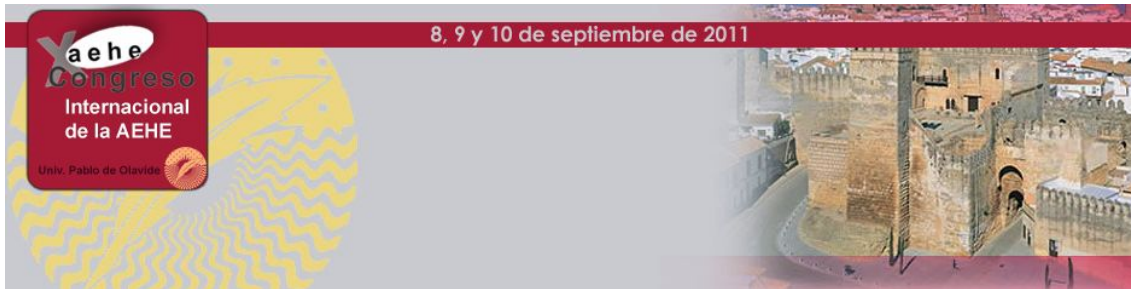 8, 9 y 10 de septiembre de 2011
X aehe
Congreso
Internacional
de la AEHE
Univ. Pablo de Olavide